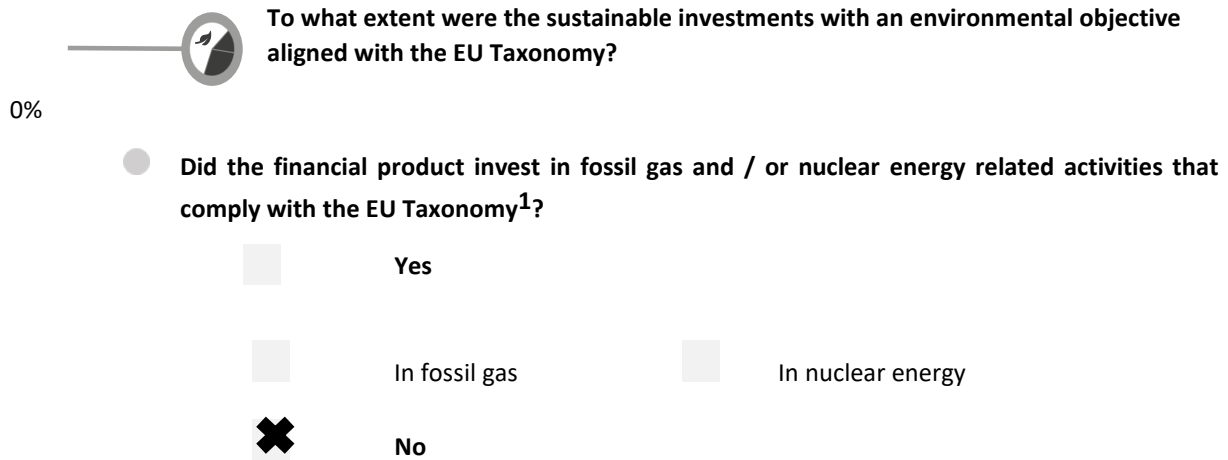 To what extent were the sustainable investments with an environmental objective
aligned with the EU Taxonomy?
0%
Did the financial product invest in fossil gas and / or nuclear energy related activities that
comply with the EU Taxonomy1?
Yes
In fossil gas In nuclear energy
No